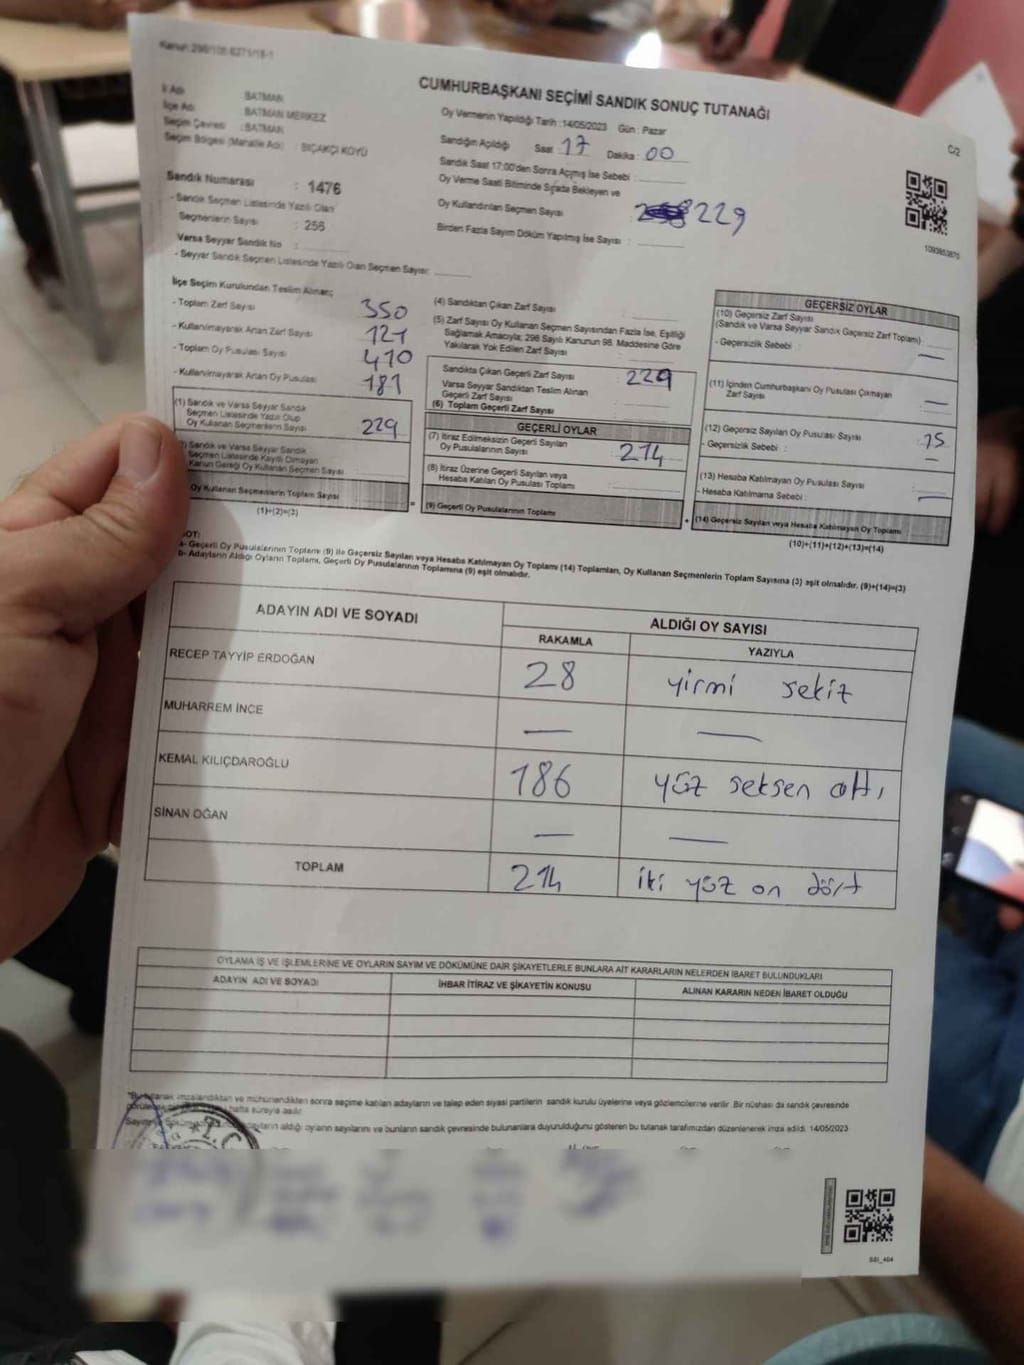 Kanun: 298/105-6271/18-1
C/2
CUMHURBAŞKANI SEÇİMİ SANDIK SONUÇ TUTANAĞI
İl Adı : BATMAN
İlçe Adı : BATMAN MERKEZ
Seçim Çevresi : BATMAN
Seçim Bölgesi (Mahalle Adı) : BIÇAKÇI KÖYÜ
Oy Vermenin Yapıldığı Tarih :14/05/2023 Gün : Pazar
Sandığın Açıldığı Saat 17 Dakika : 00
Sandık Saat 17:00'den Sonra Açmış İse Sebebi :
Oy Verme Saati Bitiminde Sırada Bekleyen ve
Oy Kullandırılan Seçmen Sayısı : 229
Birden Fazla Sayım Döküm Yapılmış İse Sayısı :
Sandık Numarası : 1476
- Sandık Seçmen Listesinde Yazılı Olan
Seçmenlerin Sayısı : 256
Varsa Seyyar Sandık No :
- Seyyar Sandık Seçmen Listesinde Yazılı Olan Seçmen Sayısı:
İlçe Seçim Kurulundan Teslim Alınan;
- Toplam Zarf Sayısı 350
- Kullanılmayarak Artan Zarf Sayısı 121
- Toplam Oy Pusulası Sayısı 410
- Kullanılmayarak Artan Oy Pusulası 181
(1) Sandık ve Varsa Seyyar Sandık
Seçmen Listesinde Yazılı Olup
Oy Kullanan Seçmenlerin Sayısı 229
Sandık ve Varsa Seyyar Sandık
Seçmen Listesinde Kayıtlı Olmayan
Kanun Gereği Oy Kullanan Seçmen Sayısı
Oy Kullanan Seçmenlerin Toplam Sayısı
(1)+(2)=(3)
(4) Sandıktan Çıkan Zarf Sayısı :
(5) Zarf Sayısı Oy Kullanan Seçmen Sayısından Fazla İse, Eşitliği
Sağlamak Amacıyla; 298 Sayılı Kanunun 98. Maddesine Göre
Yakılarak Yok Edilen Zarf Sayısı :
Sandıkta Çıkan Geçerli Zarf Sayısı : 229
Varsa Seyyar Sandıktan Teslim Alınan
Geçerli Zarf Sayısı :
(6) Toplam Geçerli Zarf Sayısı
GEÇERLİ OYLAR
(7) İtiraz Edilmeksizin Geçerli Sayılan
Oy Pusulalarının Sayısı : 214
(8) İtiraz Üzerine Geçerli Sayılan veya
Hesaba Katılan Oy Pusulası Toplamı :
(9) Geçerli Oy Pusulalarının Toplamı
GEÇERSİZ OYLAR
(10) Geçersiz Zarf Sayısı
(Sandık ve Varsa Seyyar Sandık Geçersiz Zarf Toplamı)
- Geçersizlik Sebebi : —
(11) İçinden Cumhurbaşkanı Oy Pusulası Çıkmayan
Zarf Sayısı : —
(12) Geçersiz Sayılan Oy Pusulası Sayısı : 15
- Geçersizlik Sebebi : —
(13) Hesaba Katılmayan Oy Pusulası Sayısı :
- Hesaba Katılmama Sebebi : —
(14) Geçersiz Sayılan veya Hesaba Katılmayan Oy Toplamı
(10)+(11)+(12)+(13)=(14)
a- Geçerli Oy Pusulalarının Toplamı (9) ile Geçersiz Sayılan veya Hesaba Katılmayan Oy Toplamı (14) Toplamları, Oy Kullanan Seçmenlerin Toplam Sayısına (3) eşit olmalıdır. (9)+(14)=(3)
b- Adayların Aldığı Oyların Toplamı, Geçerli Oy Pusulalarının Toplamına (9) eşit olmalıdır.
ADAYIN ADI VE SOYADI ALDIĞI OY SAYISI
RAKAMLA YAZIYLA
RECEP TAYYİP ERDOĞAN 28 yirmi sekiz
MUHARREM İNCE — —
KEMAL KILIÇDAROĞLU 186 yüz seksen altı
SİNAN OĞAN — —
TOPLAM 214 iki yüz on dört
OYLAMA İŞ VE İŞLEMLERİNE VE OYLARIN SAYIM VE DÖKÜMÜNE DAİR ŞİKAYETLERLE BUNLARA AİT KARARLARIN NELERDEN İBARET BULUNDUKLARI
ADAYIN ADI VE SOYADI İHBAR İTİRAZ VE ŞİKAYETİN KONUSU ALINAN KARARIN NEDEN İBARET OLDUĞU
imzalandıktan ve mühürlendikten sonra seçime katılan adayların ve talep eden siyasi partilerin sandık kurulu üyelerine veya gözlemcilerine verilir. Bir nüshası da sandık çevresinde
hafta süreyle asılır.
aldığı oyların sayılarını ve bunların sandık çevresinde bulunanlara duyurulduğunu gösteren bu tutanak tarafımızdan düzenlenerek imza edildi. 14/05/2023